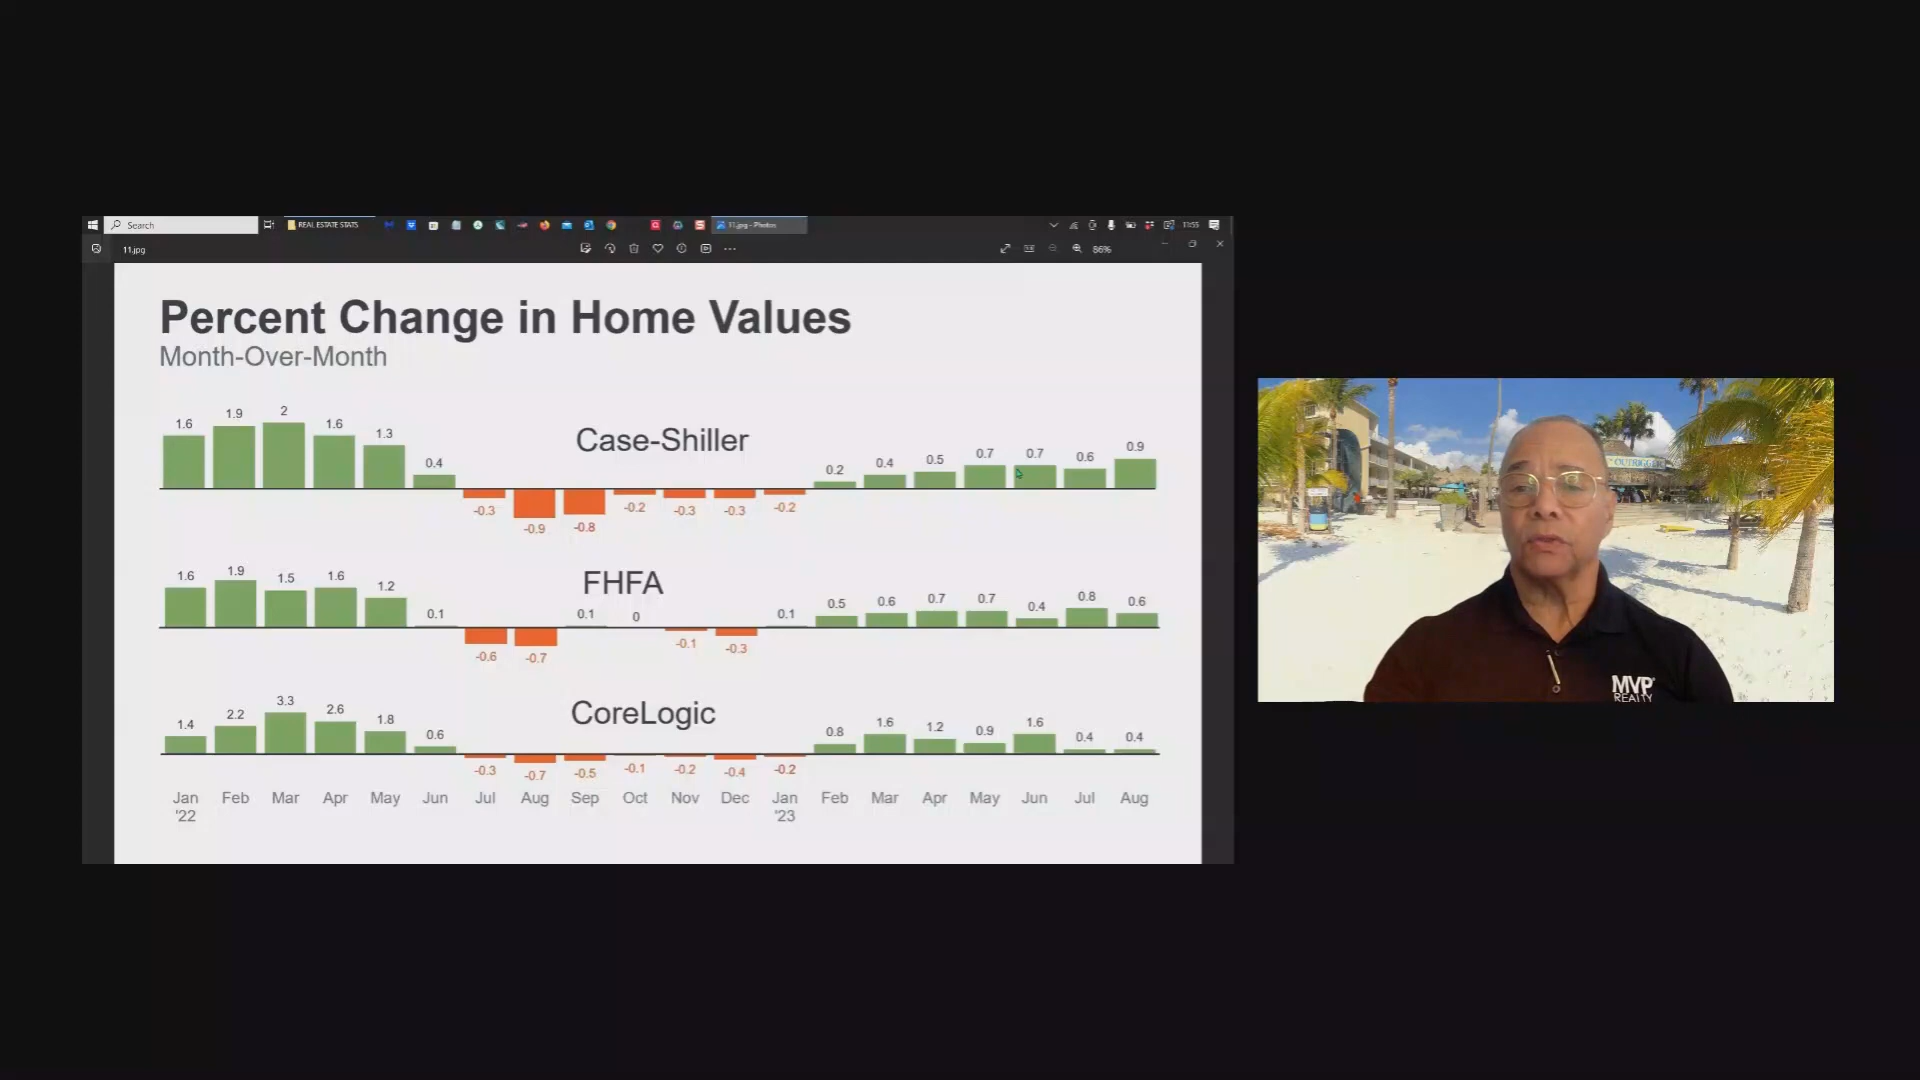 Search
REAL ESTATE STATS
11.jpg - Photos
11:55
11.jpg
86%
Percent Change in Home Values
Month-Over-Month
Case-Shiller
1.6 1.9 2 1.6 1.3 0.4 -0.3 -0.9 -0.8 -0.2 -0.3 -0.3 -0.2 0.2 0.4 0.5 0.7 0.7 0.6 0.9
FHFA
1.6 1.9 1.5 1.6 1.2 0.1 -0.6 -0.7 0.1 0 -0.1 -0.3 0.1 0.5 0.6 0.7 0.7 0.4 0.8 0.6
CoreLogic
1.4 2.2 3.3 2.6 1.8 0.6 -0.3 -0.7 -0.5 -0.1 -0.2 -0.4 -0.2 0.8 1.6 1.2 0.9 1.6 0.4 0.4
Jan Feb Mar Apr May Jun Jul Aug Sep Oct Nov Dec Jan Feb Mar Apr May Jun Jul Aug
'22 '23
OUTRIGGER
MVP
REALTY